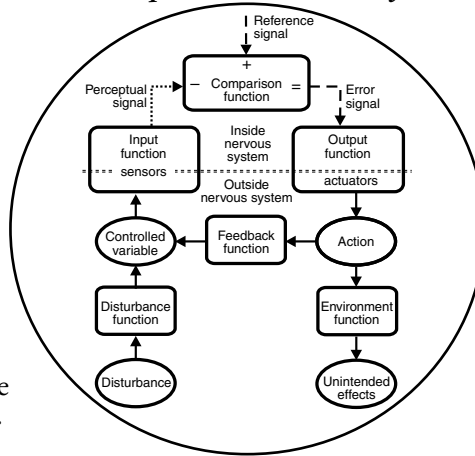 Reference
signal
+
− Comparison =
function
Perceptual
signal
Error
signal
Input
function
sensors
Inside
nervous
system
Output
function
actuators
Outside
nervous system
Controlled
variable
Feedback
function
Action
Disturbance
function
Environment
function
Disturbance
Unintended
effects